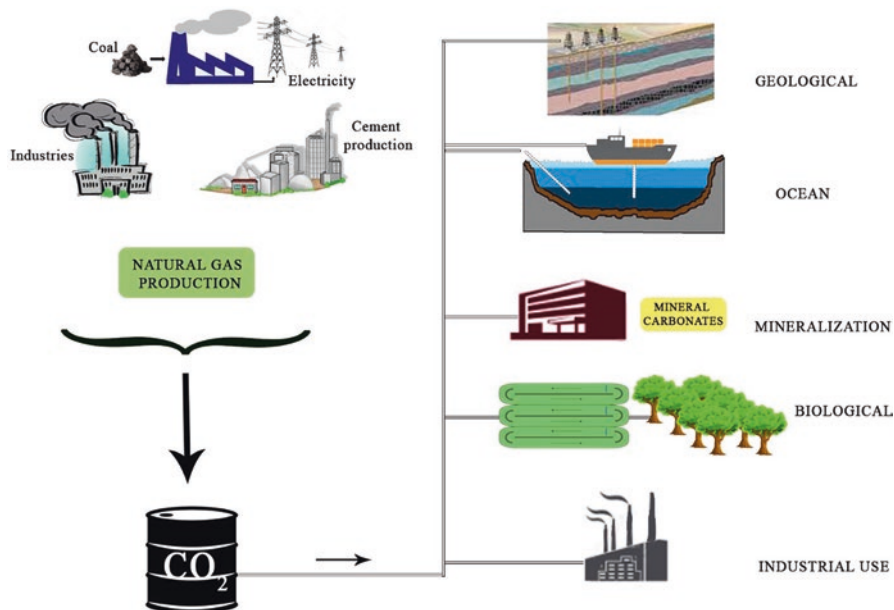 Coal
Electricity
Industries
Cement
production
NATURAL GAS
PRODUCTION
CO2
GEOLOGICAL
OCEAN
MINERAL
CARBONATES
MINERALIZATION
BIOLOGICAL
INDUSTRIAL USE